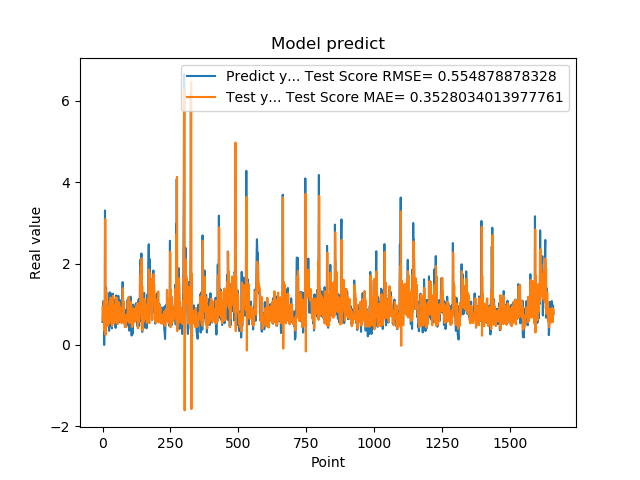 Model predict
Predict y... Test Score RMSE= 0.554878878328
Test y... Test Score MAE= 0.3528034013977761
6
4
2
0
−2
Real value
0 250 500 750 1000 1250 1500
Point